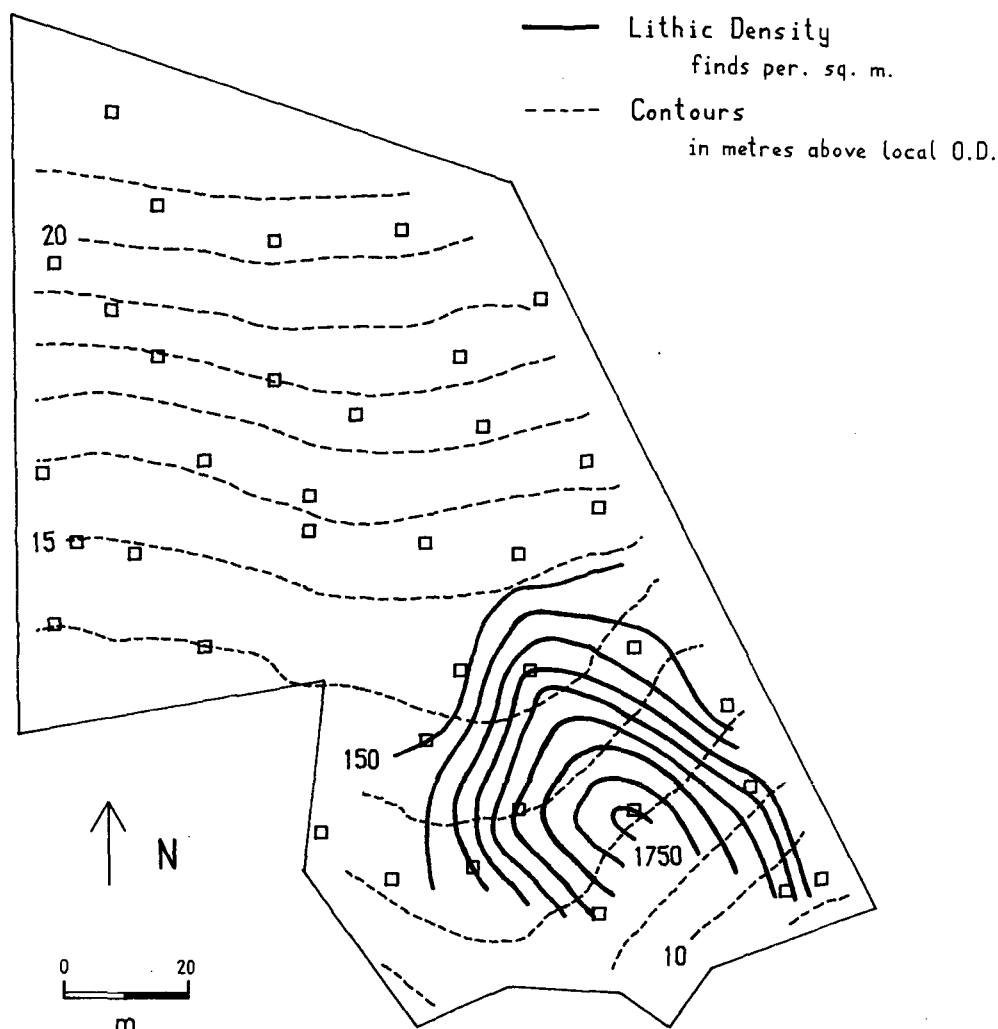 Lithic Density
finds per. sq. m.
Contours
in metres above local O.D.
20
15
150
N
1750
10
0 20
m